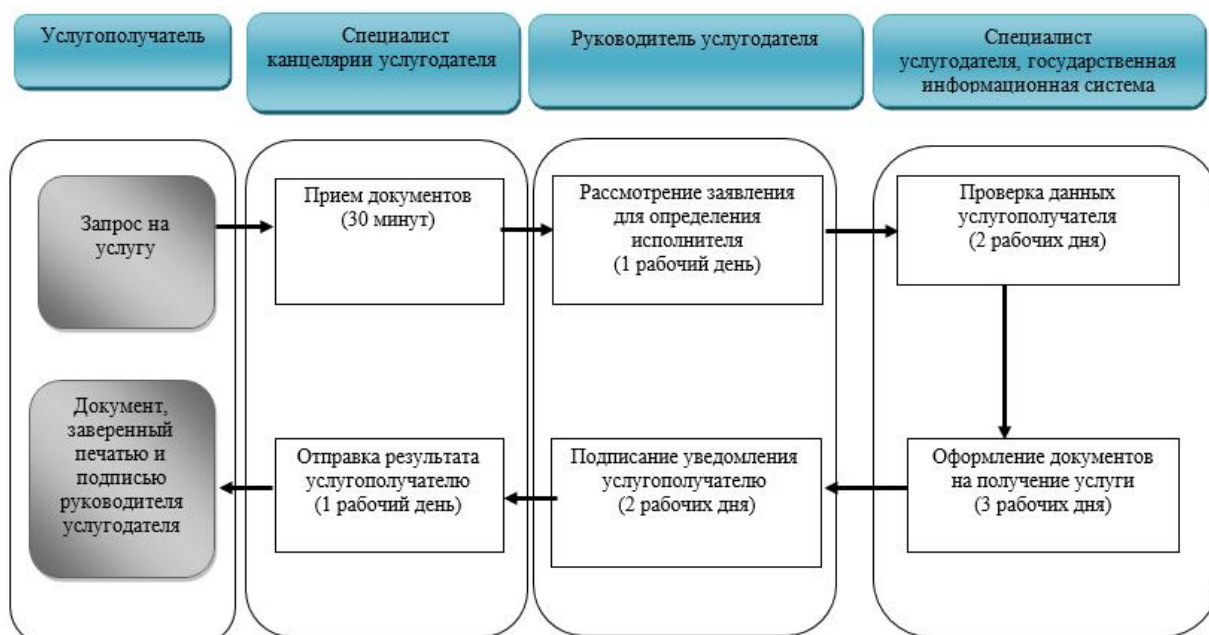 Услугополучатель
Специалист
канцелярии услугодателя
Руководитель услугодателя
Специалист
услугодателя, государственная
информационная система
Запрос на
услугу
Прием документов
(30 минут)
Рассмотрение заявления
для определения
исполнителя
(1 рабочий день)
Проверка данных
услугополучателя
(2 рабочих дня)
Документ,
заверенный
печатью и
подписью
руководителя
услугодателя
Отправка результата
услугополучателю
(1 рабочий день)
Подписание уведомления
услугополучателю
(2 рабочих дня)
Оформление документов
на получение услуги
(3 рабочих дня)